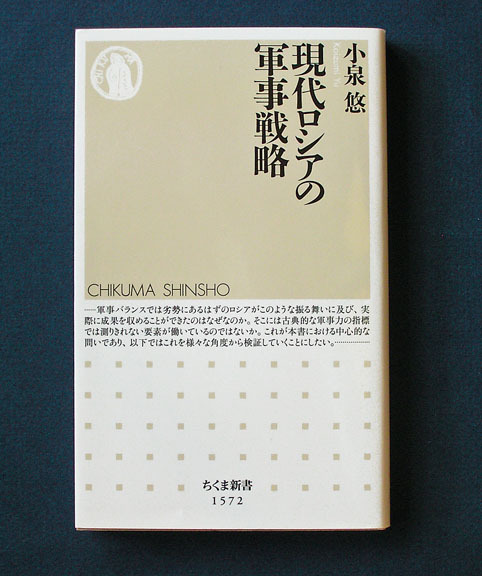 小泉 悠
現代ロシアの
軍事戦略
CHIKUMA SHINSHO
......軍事バランスでは劣勢にあるはずのロシアがこのような振る舞いに及び、実
際に成果を収めることができたのはなぜなのか。そこには古典的な軍事力の指標
では測りきれない要素が働いているのではないか。これが本書における中心的な
問いであり、以下ではこれを様々な角度から検証していくことにしたい。..................
ちくま新書
1572